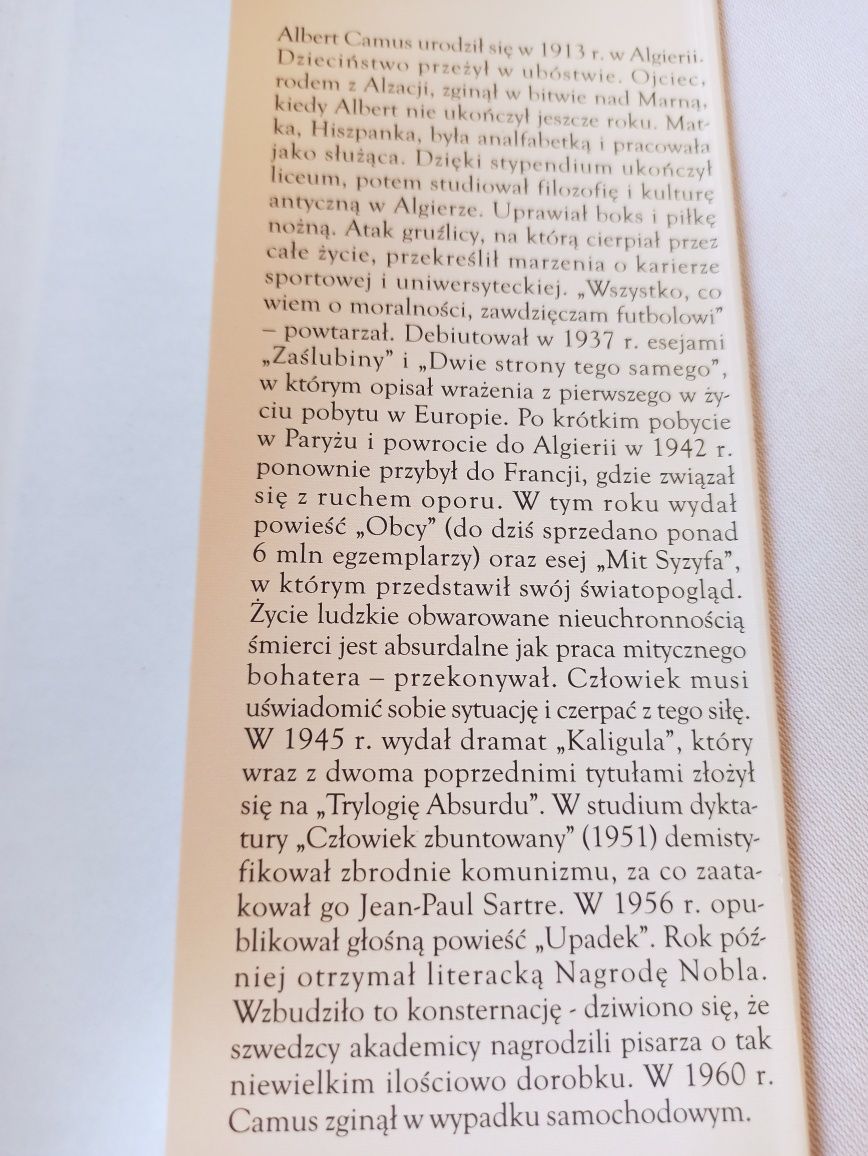 Albert Camus urodził się w 1913 r. w Algierii.
Dzieciństwo przeżył w ubóstwie. Ojciec,
rodem z Alzacji, zginął w bitwie nad Marną,
kiedy Albert nie ukończył jeszcze roku. Mat-
ka, Hiszpanka, była analfabetką i pracowała
jako służąca. Dzięki stypendium ukończył
liceum, potem studiował filozofię i kulturę
antyczną w Algierze. Uprawiał boks i piłkę
nożną. Atak gruźlicy, na którą cierpiał przez
całe życie, przekreślił marzenia o karierze
sportowej i uniwersyteckiej. „Wszystko, co
wiem o moralności, zawdzięczam futbolowi”
– powtarzał. Debiutował w 1937 r. esejami
„Zaślubiny” i „Dwie strony tego samego”,
w którym opisał wrażenia z pierwszego w ży-
ciu pobytu w Europie. Po krótkim pobycie
w Paryżu i powrocie do Algierii w 1942 r.
ponownie przybył do Francji, gdzie związał
się z ruchem oporu. W tym roku wydał
powieść „Obcy” (do dziś sprzedano ponad
6 mln egzemplarzy) oraz esej „Mit Syzyfa”,
w którym przedstawił swój światopogląd.
Życie ludzkie obwarowane nieuchronnością
śmierci jest absurdalne jak praca mitycznego
bohatera – przekonywał. Człowiek musi
uświadomić sobie sytuację i czerpać z tego siłę.
W 1945 r. wydał dramat „Kaligula”, który
wraz z dwoma poprzednimi tytułami złożył
się na „Trylogię Absurdu”. W studium dykta-
tury „Człowiek zbuntowany” (1951) demisty-
fikował zbrodnie komunizmu, za co zaata-
kował go Jean-Paul Sartre. W 1956 r. opu-
blikował głośną powieść „Upadek”. Rok póź-
niej otrzymał literacką Nagrodę Nobla.
Wzbudziło to konsternację - dziwiono się, że
szwedzcy akademicy nagrodzili pisarza o tak
niewielkim ilościowo dorobku. W 1960 r.
Camus zginął w wypadku samochodowym.